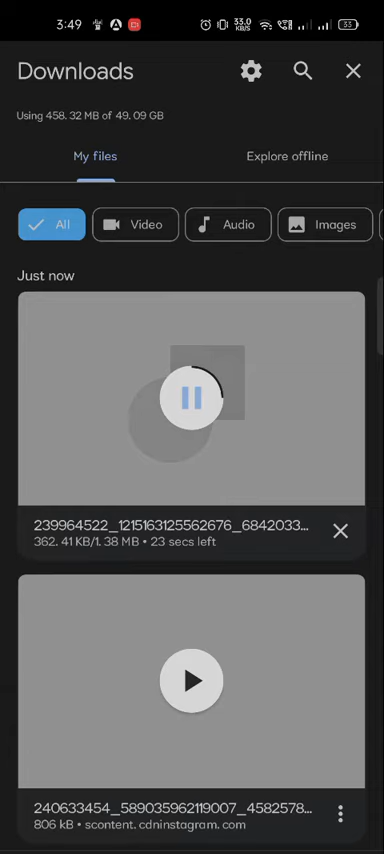 3:49 33.0 KB/S 33
Downloads
Using 458. 32 MB of 49. 09 GB
My files Explore offline
All Video Audio Images
Just now
239964522_1215163125562676_6842033...
362. 41 KB/1. 38 MB • 23 secs left
240633454_589035962119007_4582578...
806 kB • scontent. cdninstagram. com